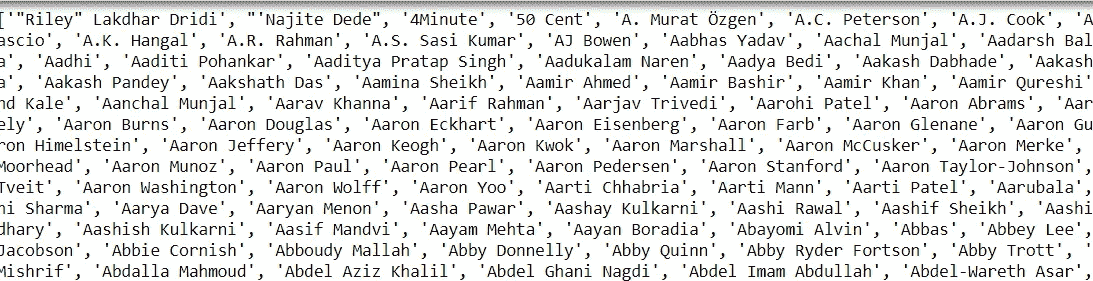 ['"Riley" Lakdhar Dridi', "'Najite Dede", '4Minute', '50 Cent', 'A. Murat Özgen', 'A.C. Peterson', 'A.J. Cook', 'A
ascio', 'A.K. Hangal', 'A.R. Rahman', 'A.S. Sasi Kumar', 'AJ Bowen', 'Aabhas Yadav', 'Aachal Munjal', 'Aadarsh Bal
a', 'Aadhi', 'Aaditi Pohankar', 'Aaditya Pratap Singh', 'Aadukalam Naren', 'Aadya Bedi', 'Aakash Dabhade', 'Aakash
a', 'Aakash Pandey', 'Aakshath Das', 'Aamina Sheikh', 'Aamir Ahmed', 'Aamir Bashir', 'Aamir Khan', 'Aamir Qureshi'
nd Kale', 'Aanchal Munjal', 'Aarav Khanna', 'Aarif Rahman', 'Aarjav Trivedi', 'Aarohi Patel', 'Aaron Abrams', 'Aar
ely', 'Aaron Burns', 'Aaron Douglas', 'Aaron Eckhart', 'Aaron Eisenberg', 'Aaron Farb', 'Aaron Glenane', 'Aaron Gu
ron Himelstein', 'Aaron Jeffery', 'Aaron Keogh', 'Aaron Kwok', 'Aaron Marshall', 'Aaron McCusker', 'Aaron Merke',
Moorhead', 'Aaron Munoz', 'Aaron Paul', 'Aaron Pearl', 'Aaron Pedersen', 'Aaron Stanford', 'Aaron Taylor-Johnson',
Tveit', 'Aaron Washington', 'Aaron Wolff', 'Aaron Yoo', 'Aarti Chhabria', 'Aarti Mann', 'Aarti Patel', 'Aarubala',
hi Sharma', 'Aarya Dave', 'Aaryan Menon', 'Aasha Pawar', 'Aashay Kulkarni', 'Aashi Rawal', 'Aashif Sheikh', 'Aashi
dhary', 'Aashish Kulkarni', 'Aasif Mandvi', 'Aayam Mehta', 'Aayan Boradia', 'Abayomi Alvin', 'Abbas', 'Abbey Lee',
Jacobson', 'Abbie Cornish', 'Abboudy Mallah', 'Abby Donnelly', 'Abby Quinn', 'Abby Ryder Fortson', 'Abby Trott', '
Mishrif', 'Abdalla Mahmoud', 'Abdel Aziz Khalil', 'Abdel Ghani Nagdi', 'Abdel Imam Abdullah', 'Abdel-Wareth Asar',